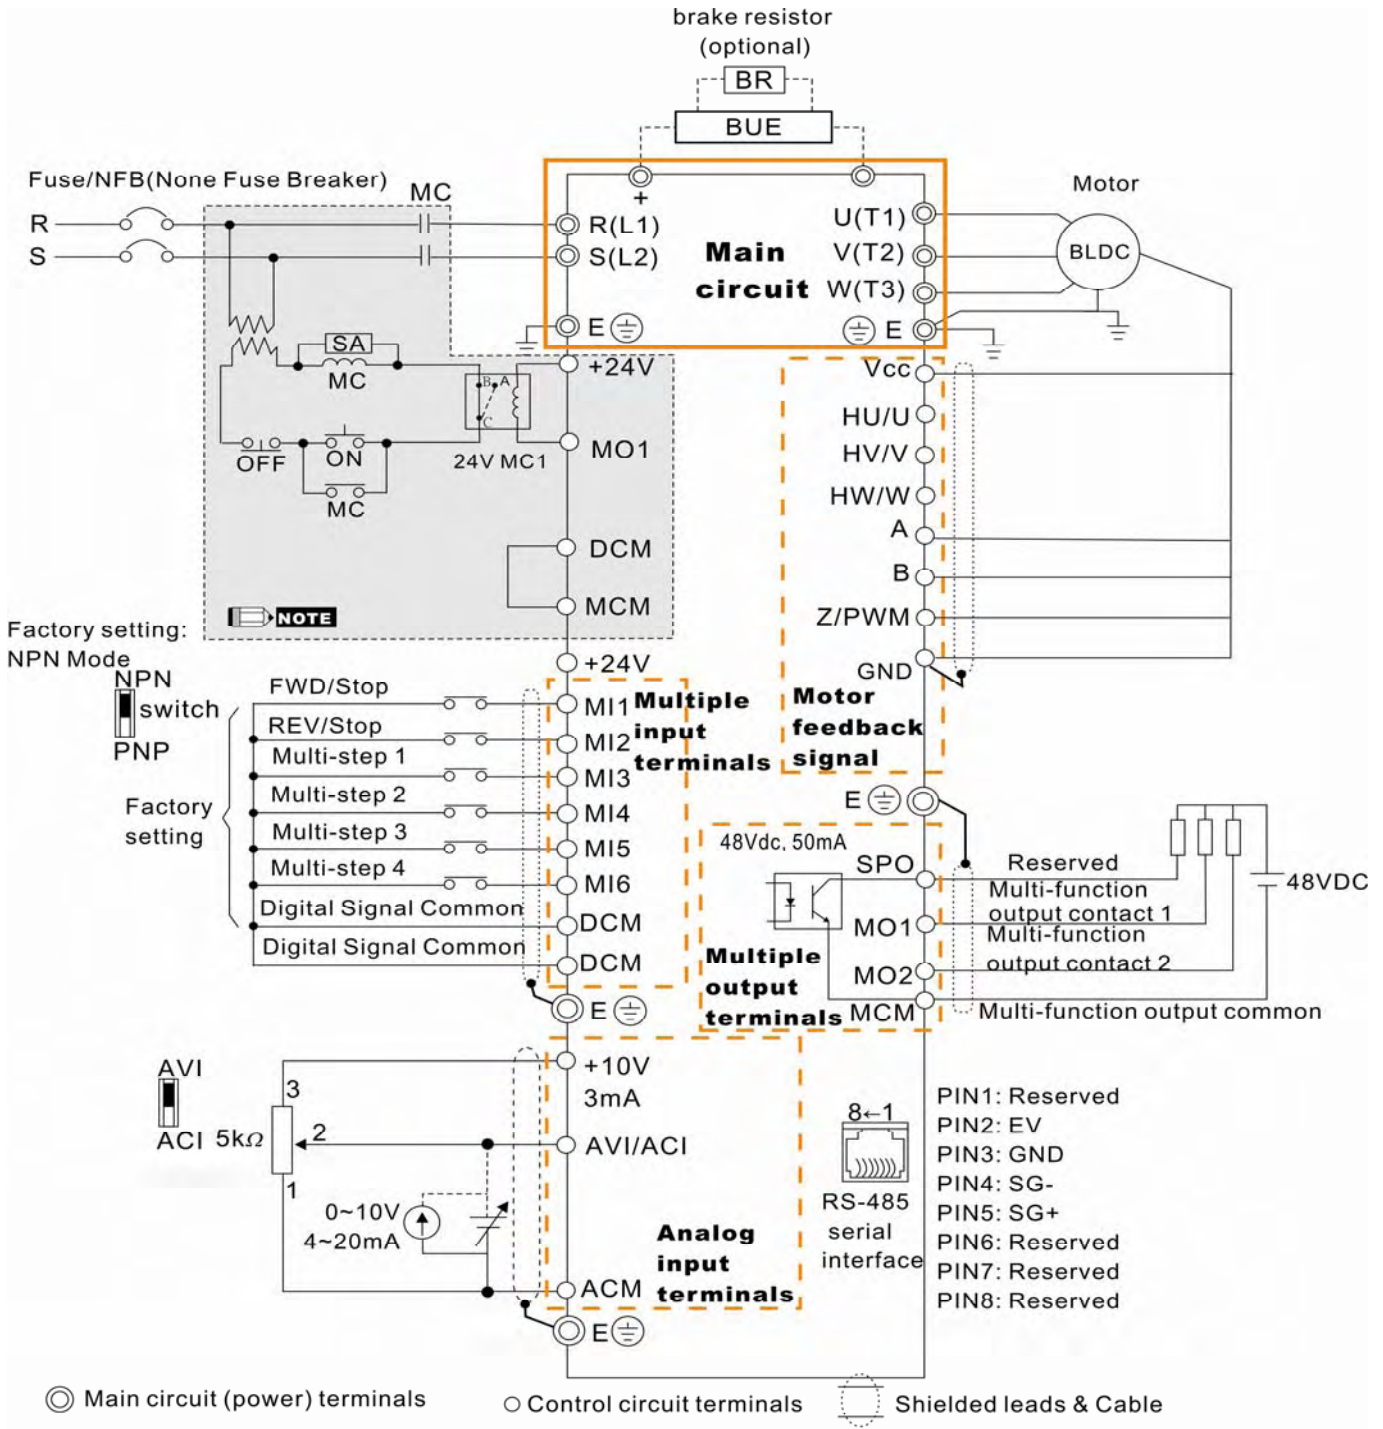 brake resistor
(optional)
BR
BUE
Fuse/NFB(None Fuse Breaker)
MC
Motor
+
R
R(L1)
U(T1)
S
S(L2)
Main
circuit
V(T2)
BLDC
W(T3)
E
E
SA
MC
B
A
C
+24V
Vcc
HU/U
OFF
ON
24V MC1
MO1
HV/V
MC
HW/W
A
DCM
B
MCM
Z/PWM
NOTE
Factory setting:
NPN Mode
+24V
GND
NPN
switch
PNP
FWD/Stop
MI1
Multiple
input
terminals
Motor
feedback
signal
REV/Stop
MI2
Multi-step 1
MI3
Multi-step 2
MI4
Factory
setting
Multi-step 3
MI5
Multi-step 4
MI6
Digital Signal Common
DCM
Digital Signal Common
DCM
E
E
48Vdc, 50mA
SPO
Reserved
Multi-function
output contact 1
48VDC
MO1
Multi-function
output contact 2
MO2
Multiple
output
terminals
MCM
Multi-function output common
AVI
ACI
+10V
3mA
3
5kΩ
2
AVI/ACI
1
0~10V
4~20mA
Analog
input
terminals
ACM
E
8←1
RS-485
serial
interface
PIN1: Reserved
PIN2: EV
PIN3: GND
PIN4: SG-
PIN5: SG+
PIN6: Reserved
PIN7: Reserved
PIN8: Reserved
Main circuit (power) terminals
Control circuit terminals
Shielded leads & Cable